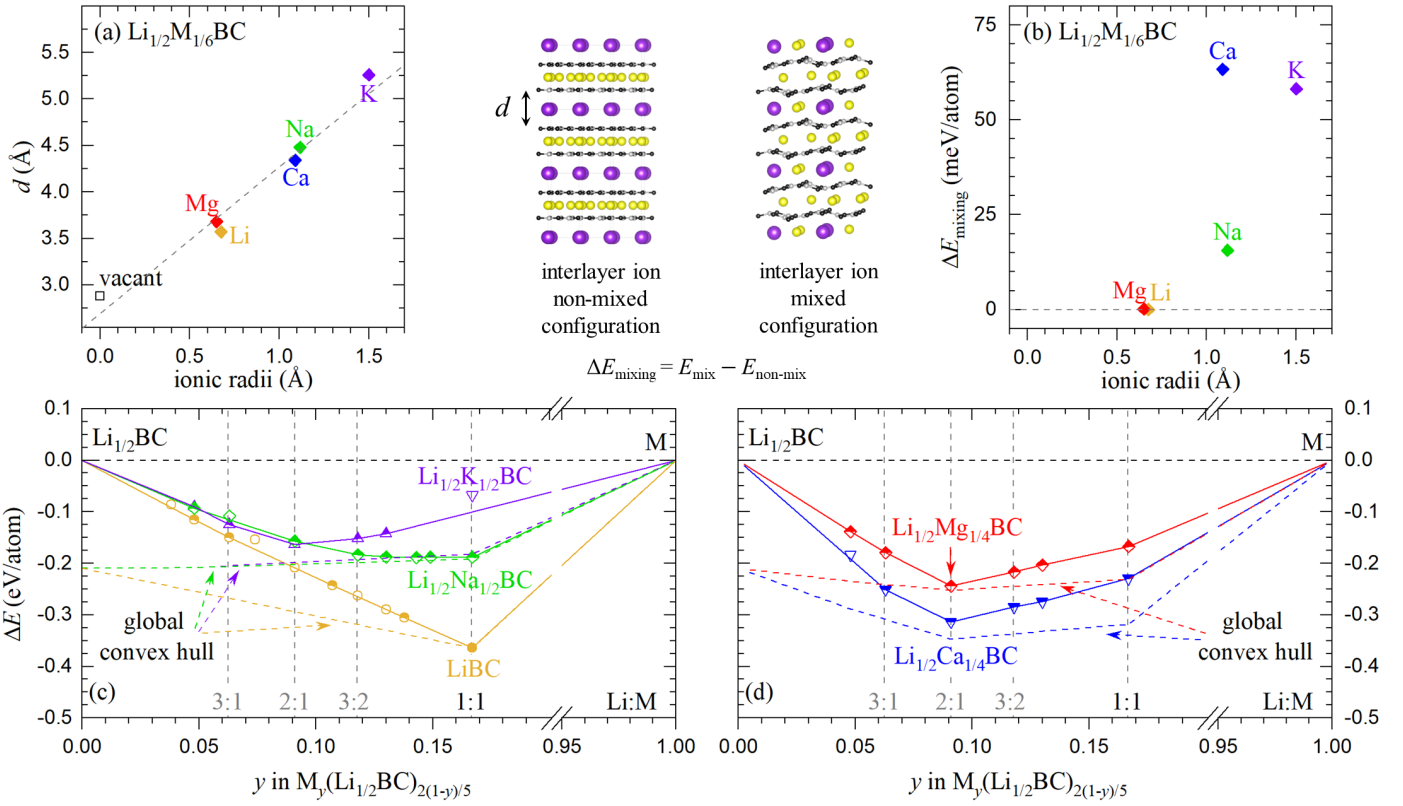 (a) Li1/2M1/6BC
d (Å)
5.5
5.0
4.5
4.0
3.5
3.0
K
Na
Ca
Mg
Li
vacant
0.0 0.5 1.0 1.5
ionic radii (Å)
d
interlayer ion
non-mixed
configuration
interlayer ion
mixed
configuration
ΔEmixing = Emix − Enon-mix
(b) Li1/2M1/6BC
ΔEmixing (meV/atom)
75
50
25
0
Ca
K
Na
Mg
Li
0.0 0.5 1.0 1.5
ionic radii (Å)
ΔE (eV/atom)
0.1
0.0
-0.1
-0.2
-0.3
-0.4
-0.5
Li1/2BC
M
Li1/2K1/2BC
Li1/2Na1/2BC
global
convex hull
LiBC
(c)
3:1 2:1 3:2 1:1 Li:M
0.00 0.05 0.10 0.15 0.95 1.00
y in My(Li1/2BC)2(1-y)/5
Li1/2BC
M
Li1/2Mg1/4BC
global
convex hull
Li1/2Ca1/4BC
(d)
3:1 2:1 3:2 1:1 Li:M
0.1
0.0
-0.1
-0.2
-0.3
-0.4
-0.5
0.00 0.05 0.10 0.15 0.95 1.00
y in My(Li1/2BC)2(1-y)/5